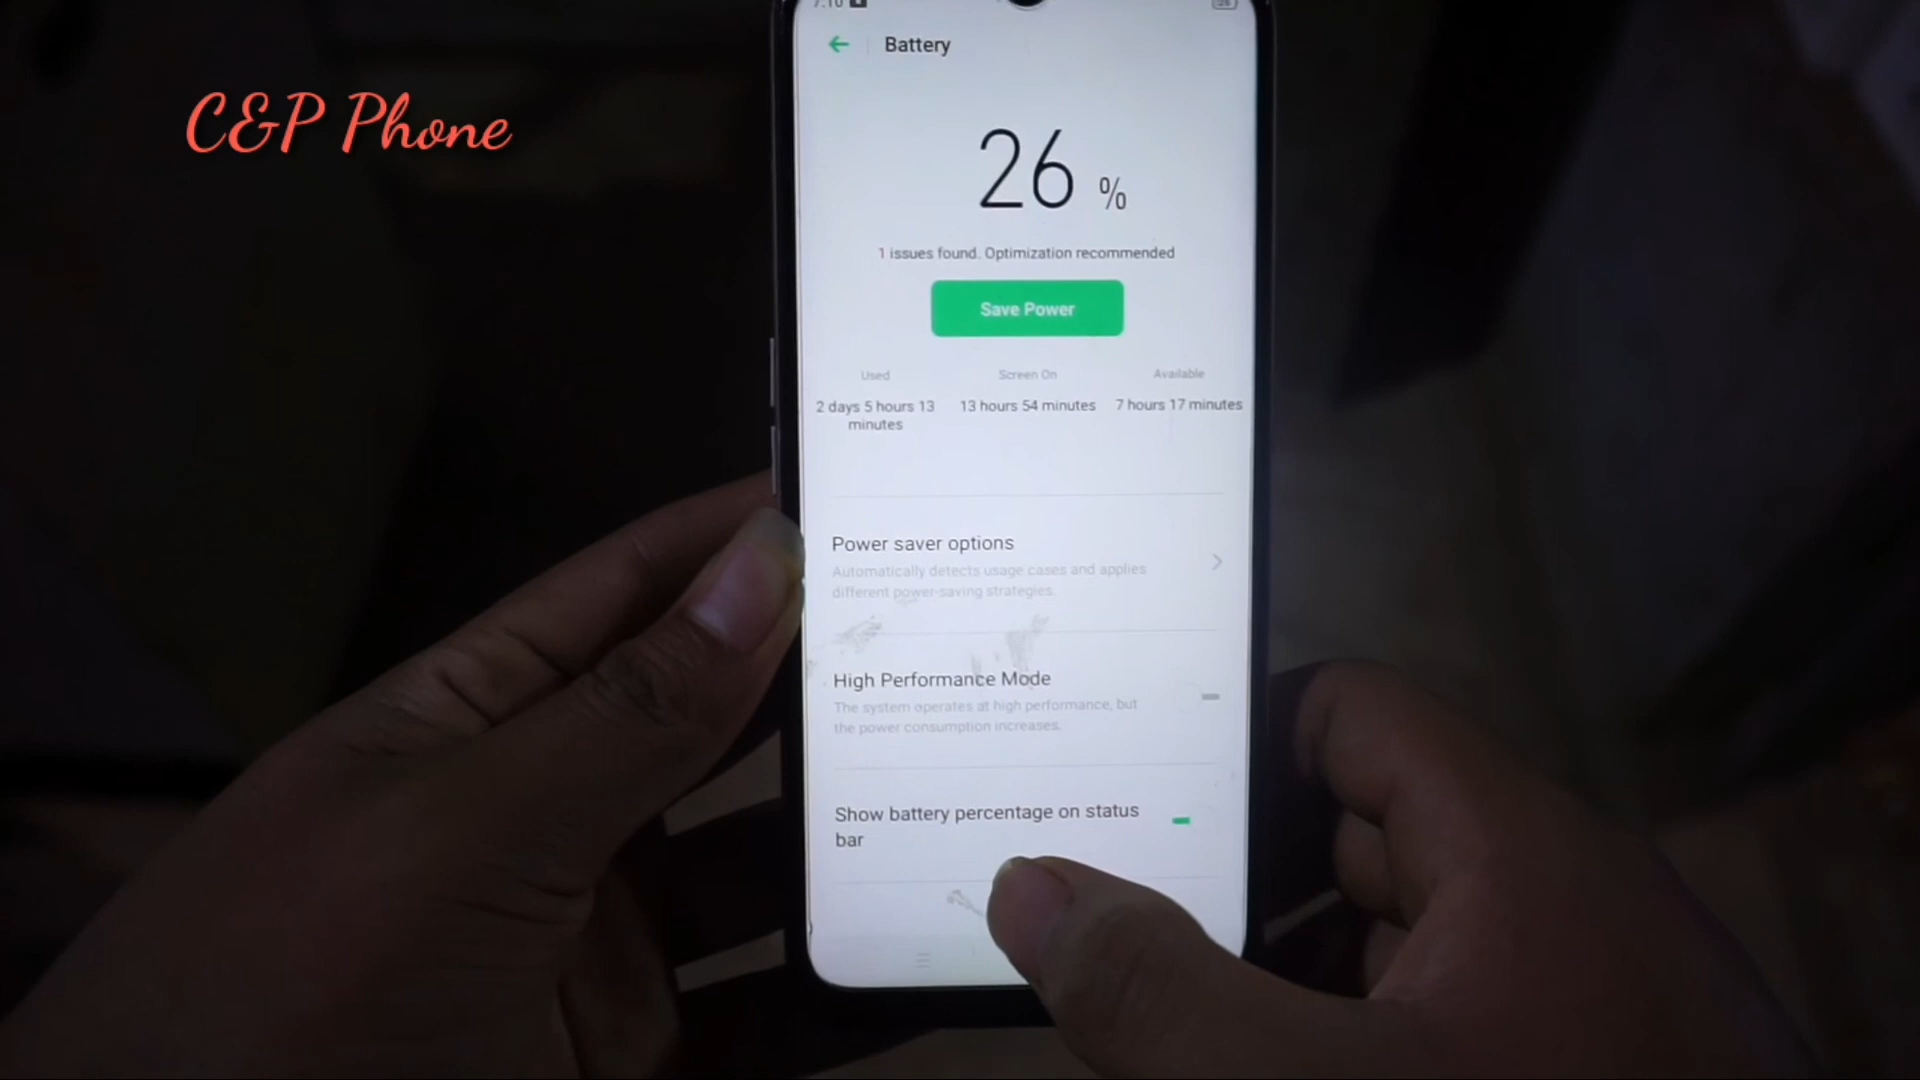 7:10
Battery
C&P Phone
26 %
1 issues found. Optimization recommended
Save Power
Used Screen On Available
2 days 5 hours 13 minutes 13 hours 54 minutes 7 hours 17 minutes
Power saver options
Automatically detects usage cases and applies
different power-saving strategies.
High Performance Mode
The system operates at high performance, but
the power consumption increases.
Show battery percentage on status
bar